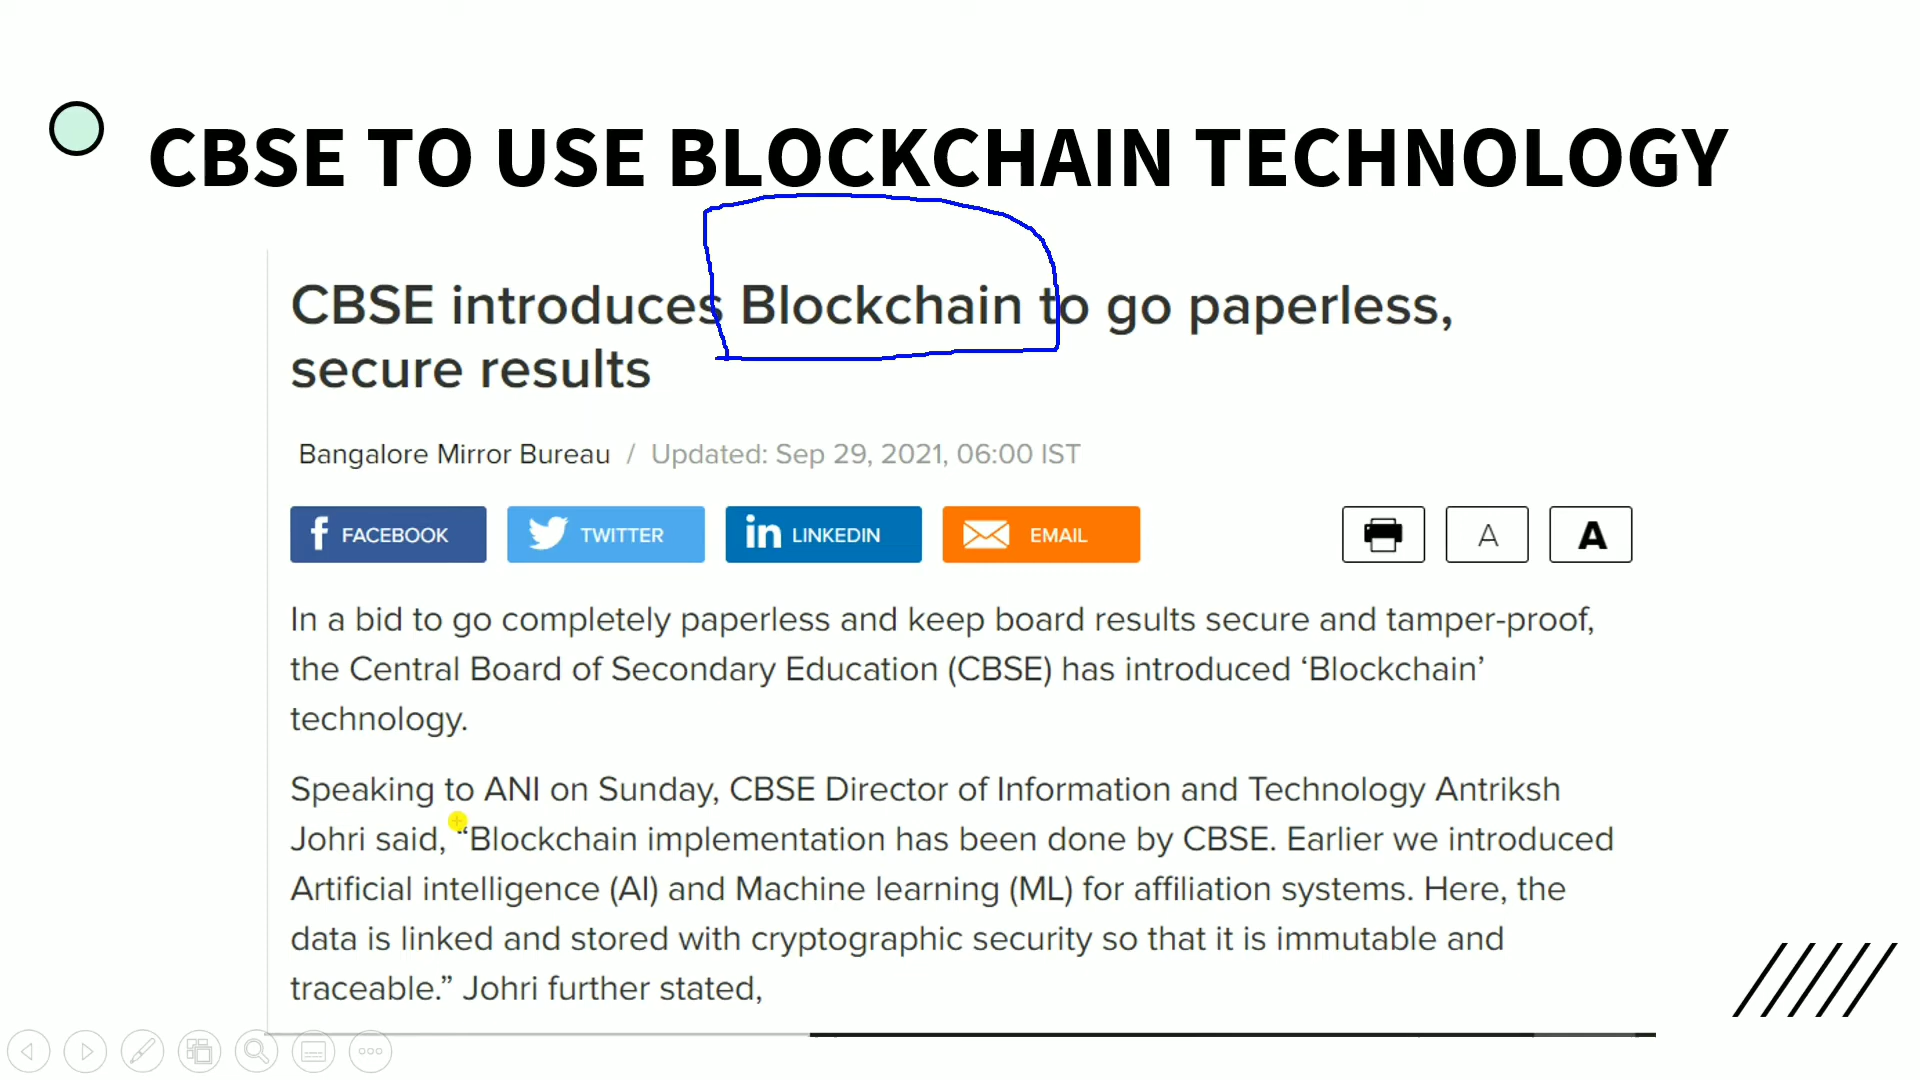 CBSE TO USE BLOCKCHAIN TECHNOLOGY
CBSE introduces Blockchain to go paperless,
secure results
Bangalore Mirror Bureau / Updated: Sep 29, 2021, 06:00 IST
f FACEBOOK TWITTER in LINKEDIN EMAIL A A
In a bid to go completely paperless and keep board results secure and tamper-proof,
the Central Board of Secondary Education (CBSE) has introduced ‘Blockchain’
technology.
Speaking to ANI on Sunday, CBSE Director of Information and Technology Antriksh
Johri said, “Blockchain implementation has been done by CBSE. Earlier we introduced
Artificial intelligence (AI) and Machine learning (ML) for affiliation systems. Here, the
data is linked and stored with cryptographic security so that it is immutable and
traceable.” Johri further stated,